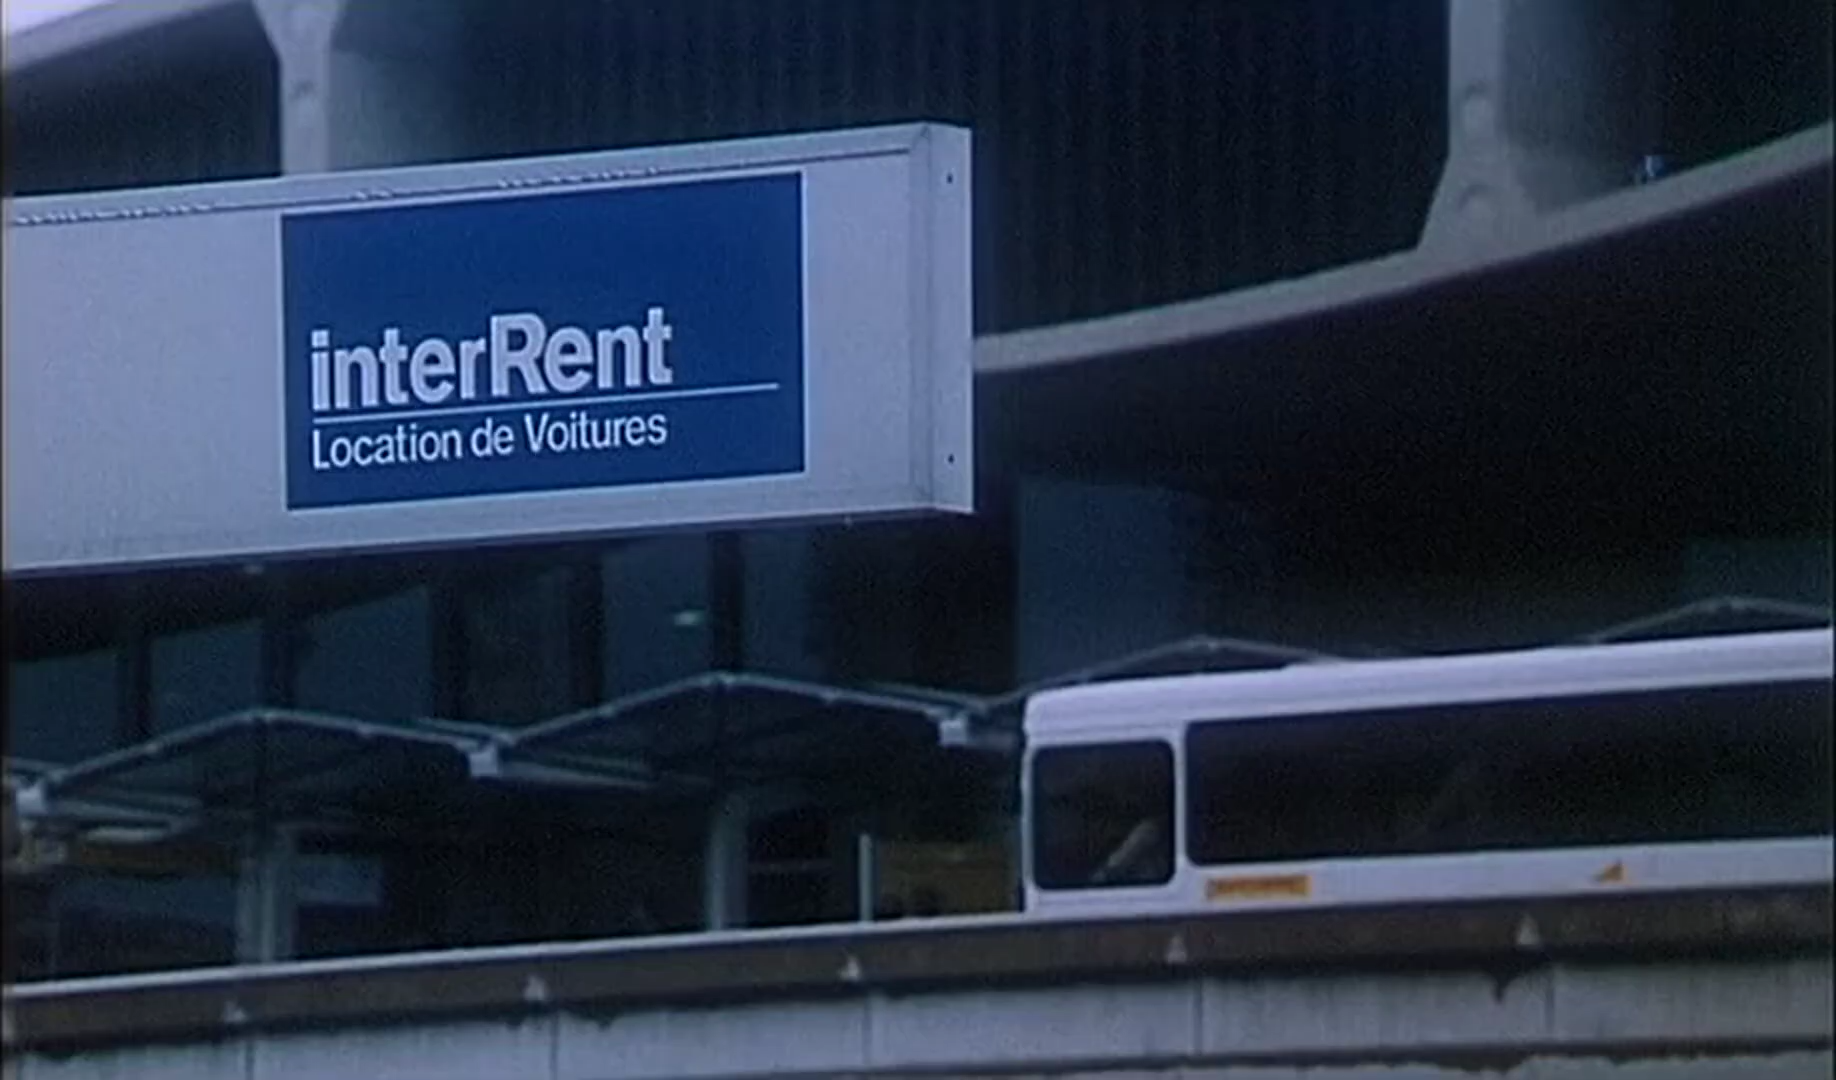 interRent
Location de Voitures